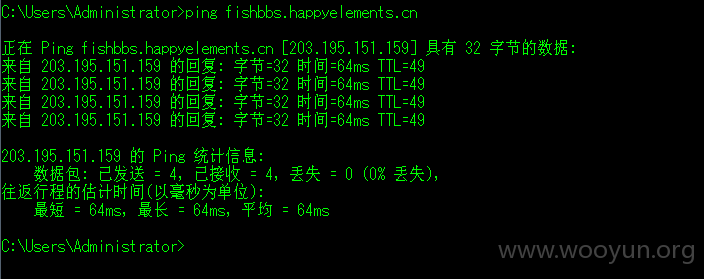 C:\Users\Administrator>ping fishbbs.happyelements.cn
正在 Ping fishbbs.happyelements.cn [203.195.151.159] 具有 32 字节的数据:
来自 203.195.151.159 的回复: 字节=32 时间=64ms TTL=49
来自 203.195.151.159 的回复: 字节=32 时间=64ms TTL=49
来自 203.195.151.159 的回复: 字节=32 时间=64ms TTL=49
来自 203.195.151.159 的回复: 字节=32 时间=64ms TTL=49
203.195.151.159 的 Ping 统计信息:
数据包: 已发送 = 4, 已接收 = 4, 丢失 = 0 (0% 丢失),
往返行程的估计时间(以毫秒为单位):
最短 = 64ms, 最长 = 64ms, 平均 = 64ms
C:\Users\Administrator>
www.wooyun.org